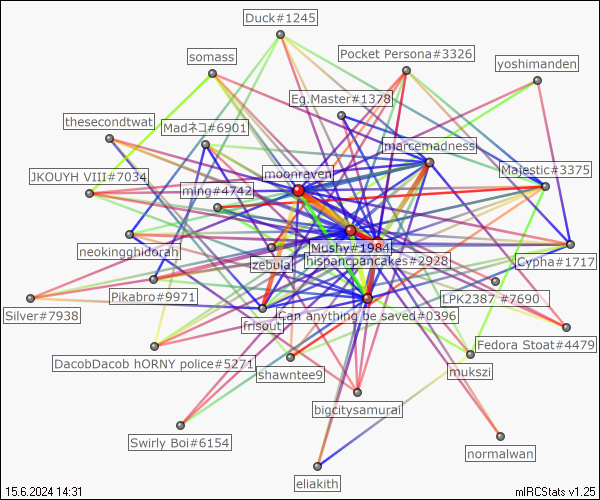 Duck#1245
somass
Pocket Persona#3326
yoshimanden
Eg.Master#1378
thesecondtwat
Madネコ#6901
marcemadness
moonraven
Majestic#3375
JKOUYH VIII#7034
ming#4742
Mushy#1984
neokingghidorah
zebulaj
hispancpancakes#2928
Cypha#1717
Pikabro#9971
LPK2387 #7690
Silver#7938
frisout
Can anything be saved#0396
Fedora Stoat#4479
DacobDacob hORNY police#5271
shawntee9
mukszi
bigcitysamurai
Swirly Boi#6154
normalwan
eliakith
15.6.2024 14:31
mIRCStats v1.25